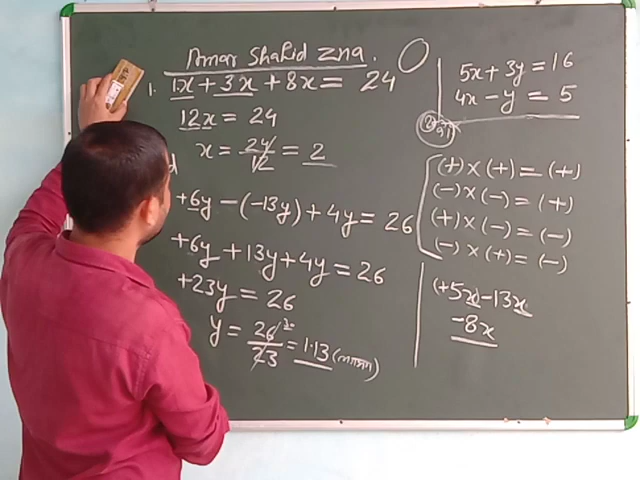 Amar Shahid Zna.
1. 1x + 3x + 8x = 24
12x = 24
x = 24/12 = 2
+6y - (-13y) + 4y = 26
+6y + 13y + 4y = 26
+23y = 26
y = 26/23 = 1.13
5x + 3y = 16
4x - y = 5
(+) x (+) = (+)
(-) x (-) = (+)
(+) x (-) = (-)
(-) x (+) = (-)
(+5x - 13x
-8x